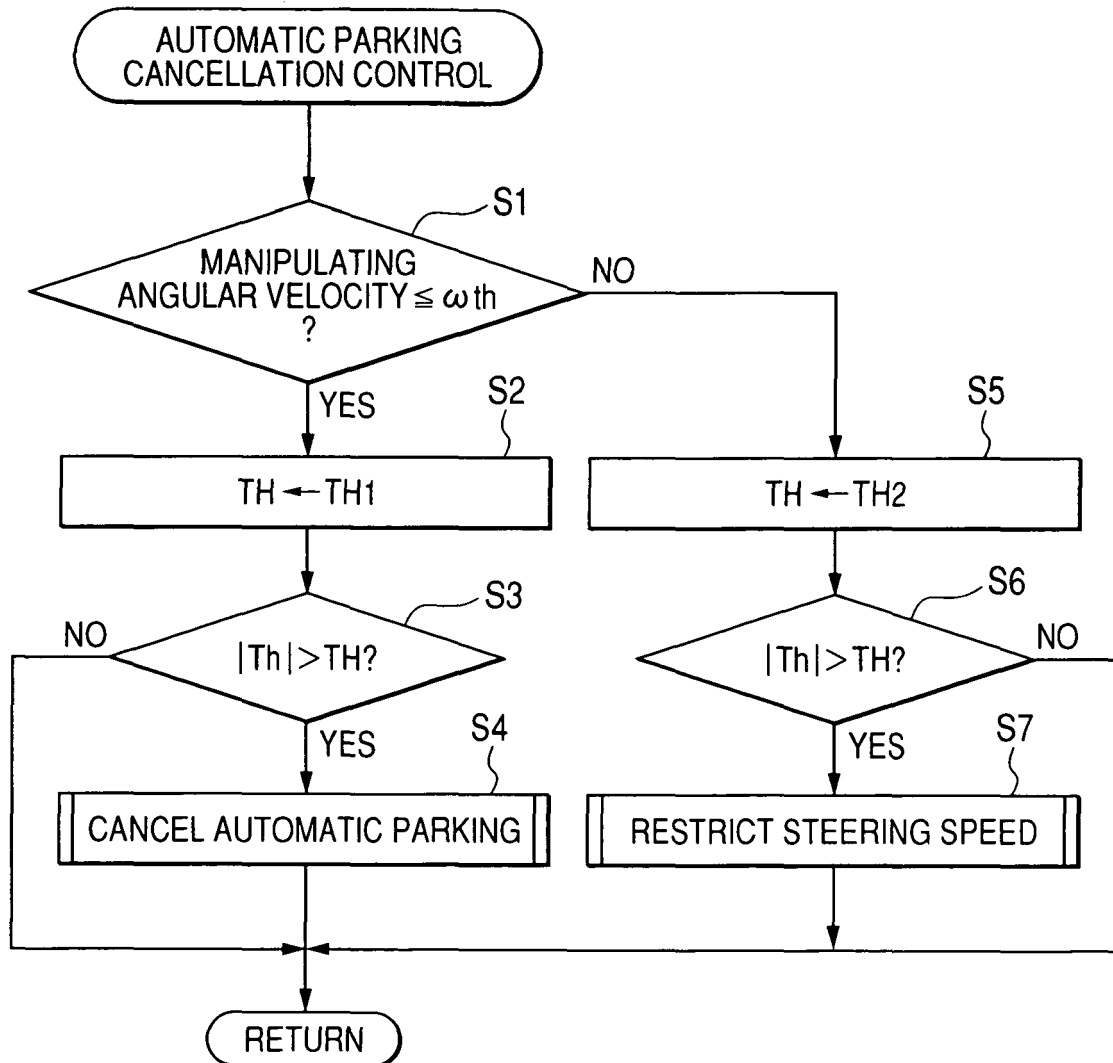 AUTOMATIC PARKING
CANCELLATION CONTROL
S1
MANIPULATING
ANGULAR VELOCITY ≦ ωth
?
NO
YES
S2
TH ← TH1
S5
TH ← TH2
S3
|Th| > TH?
NO
YES
S6
|Th| > TH?
NO
YES
S4
CANCEL AUTOMATIC PARKING
S7
RESTRICT STEERING SPEED
RETURN